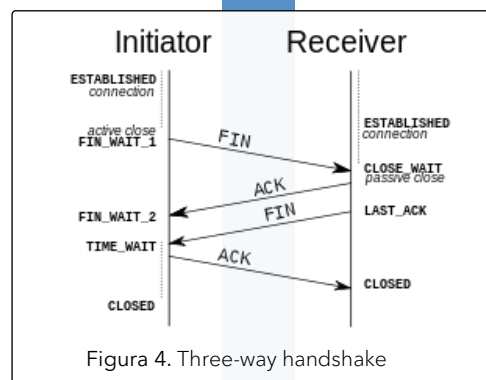 Initiator Receiver
ESTABLISHED
connection
active close
FIN_WAIT_1
FIN
ESTABLISHED
connection
CLOSE_WAIT
passive close
ACK
FIN_WAIT_2
FIN
LAST_ACK
TIME_WAIT
ACK
CLOSED
CLOSED
Figura 4. Three-way handshake